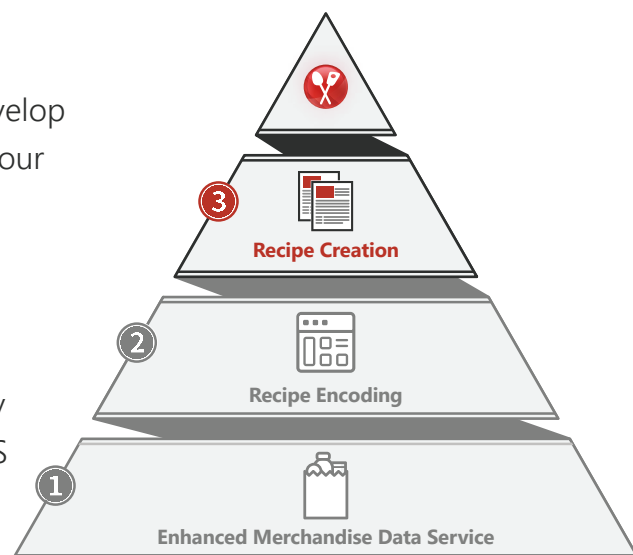 velop
our
3
Recipe Creation
2
Recipe Encoding
1
Enhanced Merchandise Data Service